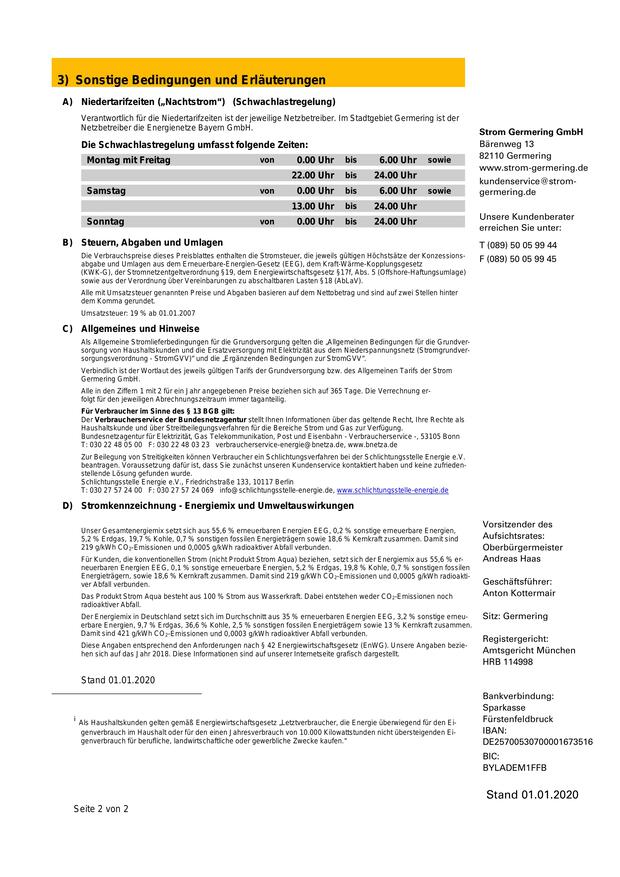 3) Sonstige Bedingungen und Erläuterungen
A) Niedertarifzeiten („Nachtstrom“) (Schwachlastregelung)
Verantwortlich für die Niedertarifzeiten ist der jeweilige Netzbetreiber. Im Stadtgebiet Germering ist der
Netzbetreiber die Energienetze Bayern GmbH.
Die Schwachlastregelung umfasst folgende Zeiten:
Montag mit Freitag von 0.00 Uhr bis 6.00 Uhr sowie
22.00 Uhr bis 24.00 Uhr
Samstag von 0.00 Uhr bis 6.00 Uhr sowie
13.00 Uhr bis 24.00 Uhr
Sonntag von 0.00 Uhr bis 24.00 Uhr
B) Steuern, Abgaben und Umlagen
Die Verbrauchspreise dieses Preisblattes enthalten die Stromsteuer, die jeweils gültigen Höchstsätze der Konzessions-
abgabe und Umlagen aus dem Erneuerbare-Energien-Gesetz (EEG), dem Kraft-Wärme-Kopplungsgesetz
(KWK-G), der Stromnetzentgeltverordnung §19, dem Energiewirtschaftsgesetz §17f, Abs. 5 (Offshore-Haftungsumlage)
sowie aus der Verordnung über Vereinbarungen zu abschaltbaren Lasten §18 (AbLaV).
Alle mit Umsatzsteuer genannten Preise und Abgaben basieren auf dem Nettobetrag und sind auf zwei Stellen hinter
dem Komma gerundet.
Umsatzsteuer: 19 % ab 01.01.2007
C) Allgemeines und Hinweise
Als Allgemeine Stromlieferbedingungen für die Grundversorgung gelten die „Allgemeinen Bedingungen für die Grundver-
sorgung von Haushaltskunden und die Ersatzversorgung mit Elektrizität aus dem Niederspannungsnetz (Stromgrundver-
sorgungsverordnung - StromGVV)“ und die „Ergänzenden Bedingungen zur StromGVV“.
Verbindlich ist der Wortlaut des jeweils gültigen Tarifs der Grundversorgung bzw. des Allgemeinen Tarifs der Strom
Germering GmbH.
Alle in den Ziffern 1 mit 2 für ein Jahr angegebenen Preise beziehen sich auf 365 Tage. Die Verrechnung er-
folgt für den jeweiligen Abrechnungszeitraum immer taganteilig.
Für Verbraucher im Sinne des § 13 BGB gilt:
Der Verbraucherservice der Bundesnetzagentur stellt Ihnen Informationen über das geltende Recht, Ihre Rechte als
Haushaltskunde und über Streitbeilegungsverfahren für die Bereiche Strom und Gas zur Verfügung.
Bundesnetzagentur für Elektrizität, Gas Telekommunikation, Post und Eisenbahn - Verbraucherservice -, 53105 Bonn
T: 030 22 48 05 00 F: 030 22 48 03 23 verbraucherservice-energie@bnetza.de, www.bnetza.de
Zur Beilegung von Streitigkeiten können Verbraucher ein Schlichtungsverfahren bei der Schlichtungsstelle Energie e.V.
beantragen. Voraussetzung dafür ist, dass Sie zunächst unseren Kundenservice kontaktiert haben und keine zufrieden-
stellende Lösung gefunden wurde.
Schlichtungsstelle Energie e.V., Friedrichstraße 133, 10117 Berlin
T: 030 27 57 24 00 F: 030 27 57 24 069 info@schlichtungsstelle-energie.de, www.schlichtungsstelle-energie.de
D) Stromkennzeichnung - Energiemix und Umweltauswirkungen
Unser Gesamtenergiemix setzt sich aus 55,6 % erneuerbaren Energien EEG, 0,2 % sonstige erneuerbare Energien,
5,2 % Erdgas, 19,7 % Kohle, 0,7 % sonstigen fossilen Energieträgern sowie 18,6 % Kernkraft zusammen. Damit sind
219 g/kWh CO₂-Emissionen und 0,0005 g/kWh radioaktiver Abfall verbunden.
Für Kunden, die konventionellen Strom (nicht Produkt Strom Aqua) beziehen, setzt sich der Energiemix aus 55,6 % er-
neuerbaren Energien EEG, 0,1 % sonstige erneuerbare Energien, 5,2 % Erdgas, 19,8 % Kohle, 0,7 % sonstigen fossilen
Energieträgern, sowie 18,6 % Kernkraft zusammen. Damit sind 219 g/kWh CO₂-Emissionen und 0,0005 g/kWh radioakti-
ver Abfall verbunden.
Das Produkt Strom Aqua besteht aus 100 % Strom aus Wasserkraft. Dabei entstehen weder CO₂-Emissionen noch
radioaktiver Abfall.
Der Energiemix in Deutschland setzt sich im Durchschnitt aus 35 % erneuerbaren Energien EEG, 3,2 % sonstige erneu-
erbare Energien, 9,7 % Erdgas, 36,6 % Kohle, 2,5 % sonstigen fossilen Energieträgern sowie 13 % Kernkraft zusammen.
Damit sind 421 g/kWh CO₂-Emissionen und 0,0003 g/kWh radioaktiver Abfall verbunden.
Diese Angaben entsprechend den Anforderungen nach § 42 Energiewirtschaftsgesetz (EnWG). Unsere Angaben bezie-
hen sich auf das Jahr 2018. Diese Informationen sind auf unserer Internetseite grafisch dargestellt.
Stand 01.01.2020
i Als Haushaltskunden gelten gemäß Energiewirtschaftsgesetz „Letztverbraucher, die Energie überwiegend für den Ei-
genverbrauch im Haushalt oder für den einen Jahresverbrauch von 10.000 Kilowattstunden nicht übersteigenden Ei-
genverbrauch für berufliche, landwirtschaftliche oder gewerbliche Zwecke kaufen.“
Seite 2 von 2
Strom Germering GmbH
Bärenweg 13
82110 Germering
www.strom-germering.de
kundenservice@strom-
germering.de
Unsere Kundenberater
erreichen Sie unter:
T (089) 50 05 99 44
F (089) 50 05 99 45
Vorsitzender des
Aufsichtsrates:
Oberbürgermeister
Andreas Haas
Geschäftsführer:
Anton Kottermair
Sitz: Germering
Registergericht:
Amtsgericht München
HRB 114998
Bankverbindung:
Sparkasse
Fürstenfeldbruck
IBAN:
DE25700530700001673516
BIC:
BYLADEM1FFB
Stand 01.01.2020